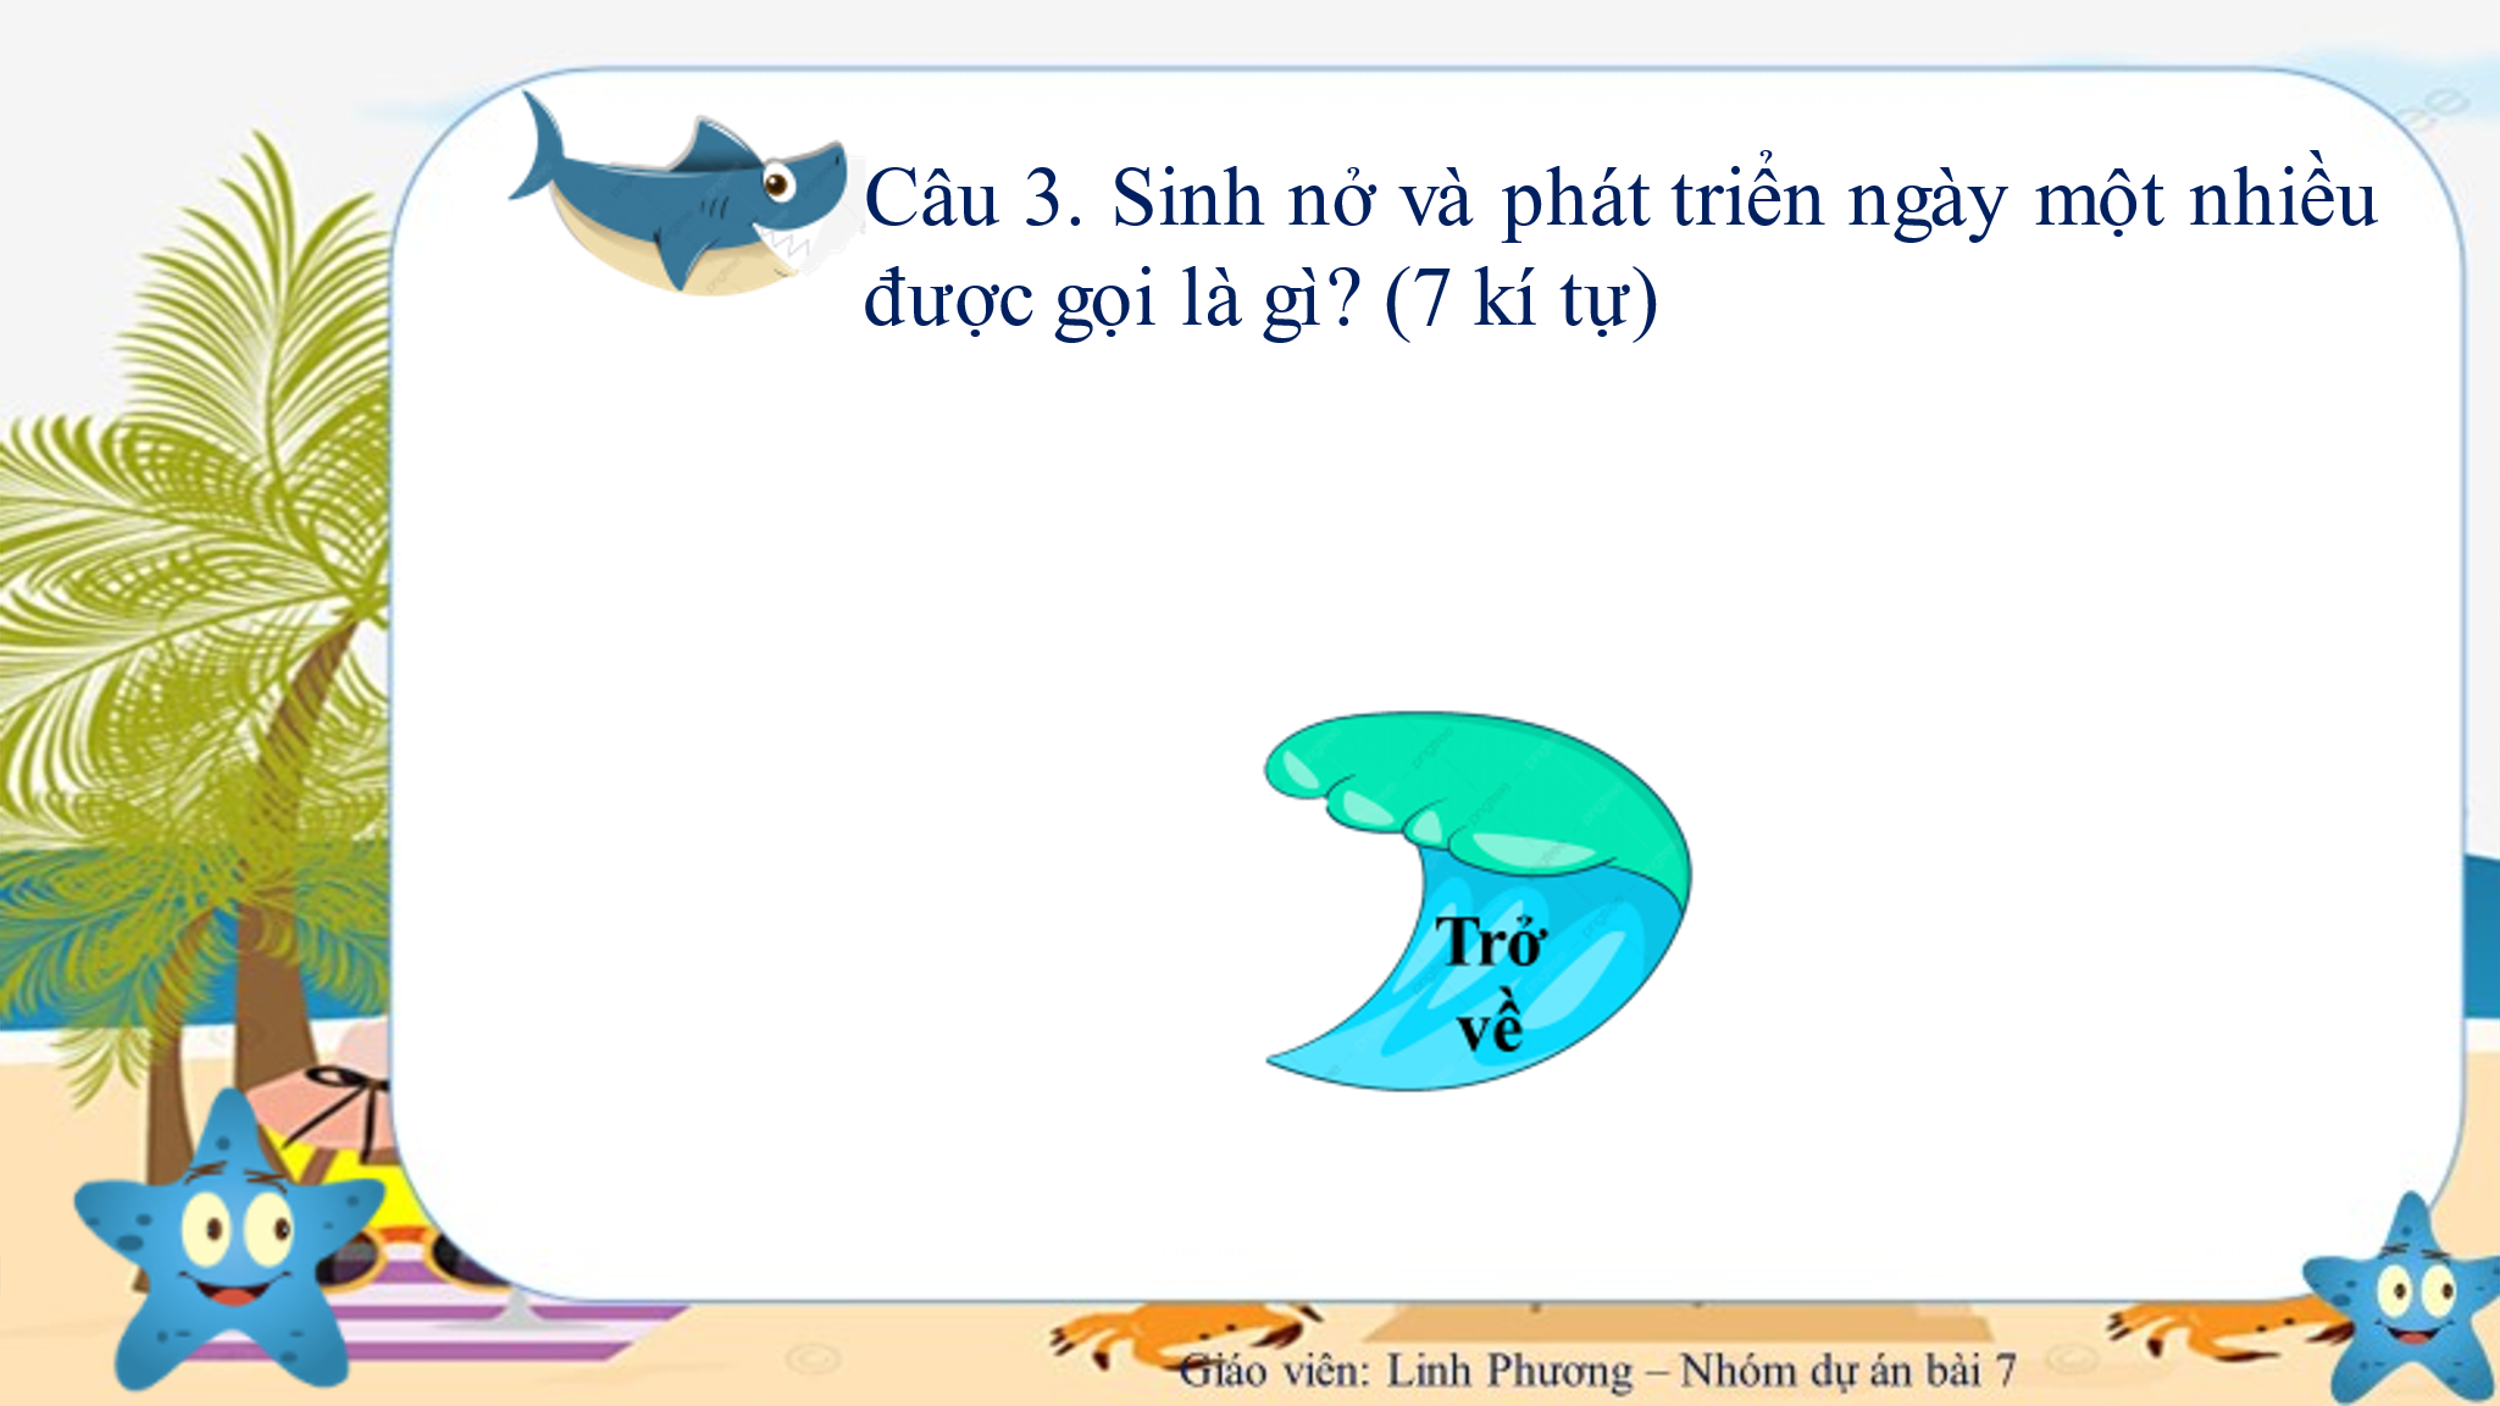 Câu 3. Sinh nở và phát triển ngày một nhiều
được gọi là gì? (7 kí tự)
Trở
về
Giáo viên: Linh Phương – Nhóm dự án bài 7